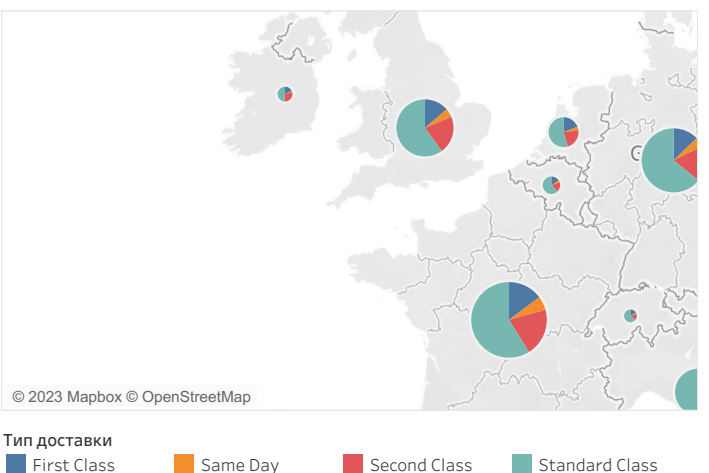 © 2023 Mapbox © OpenStreetMap
Тип доставки
First Class
Same Day
Second Class
Standard Class